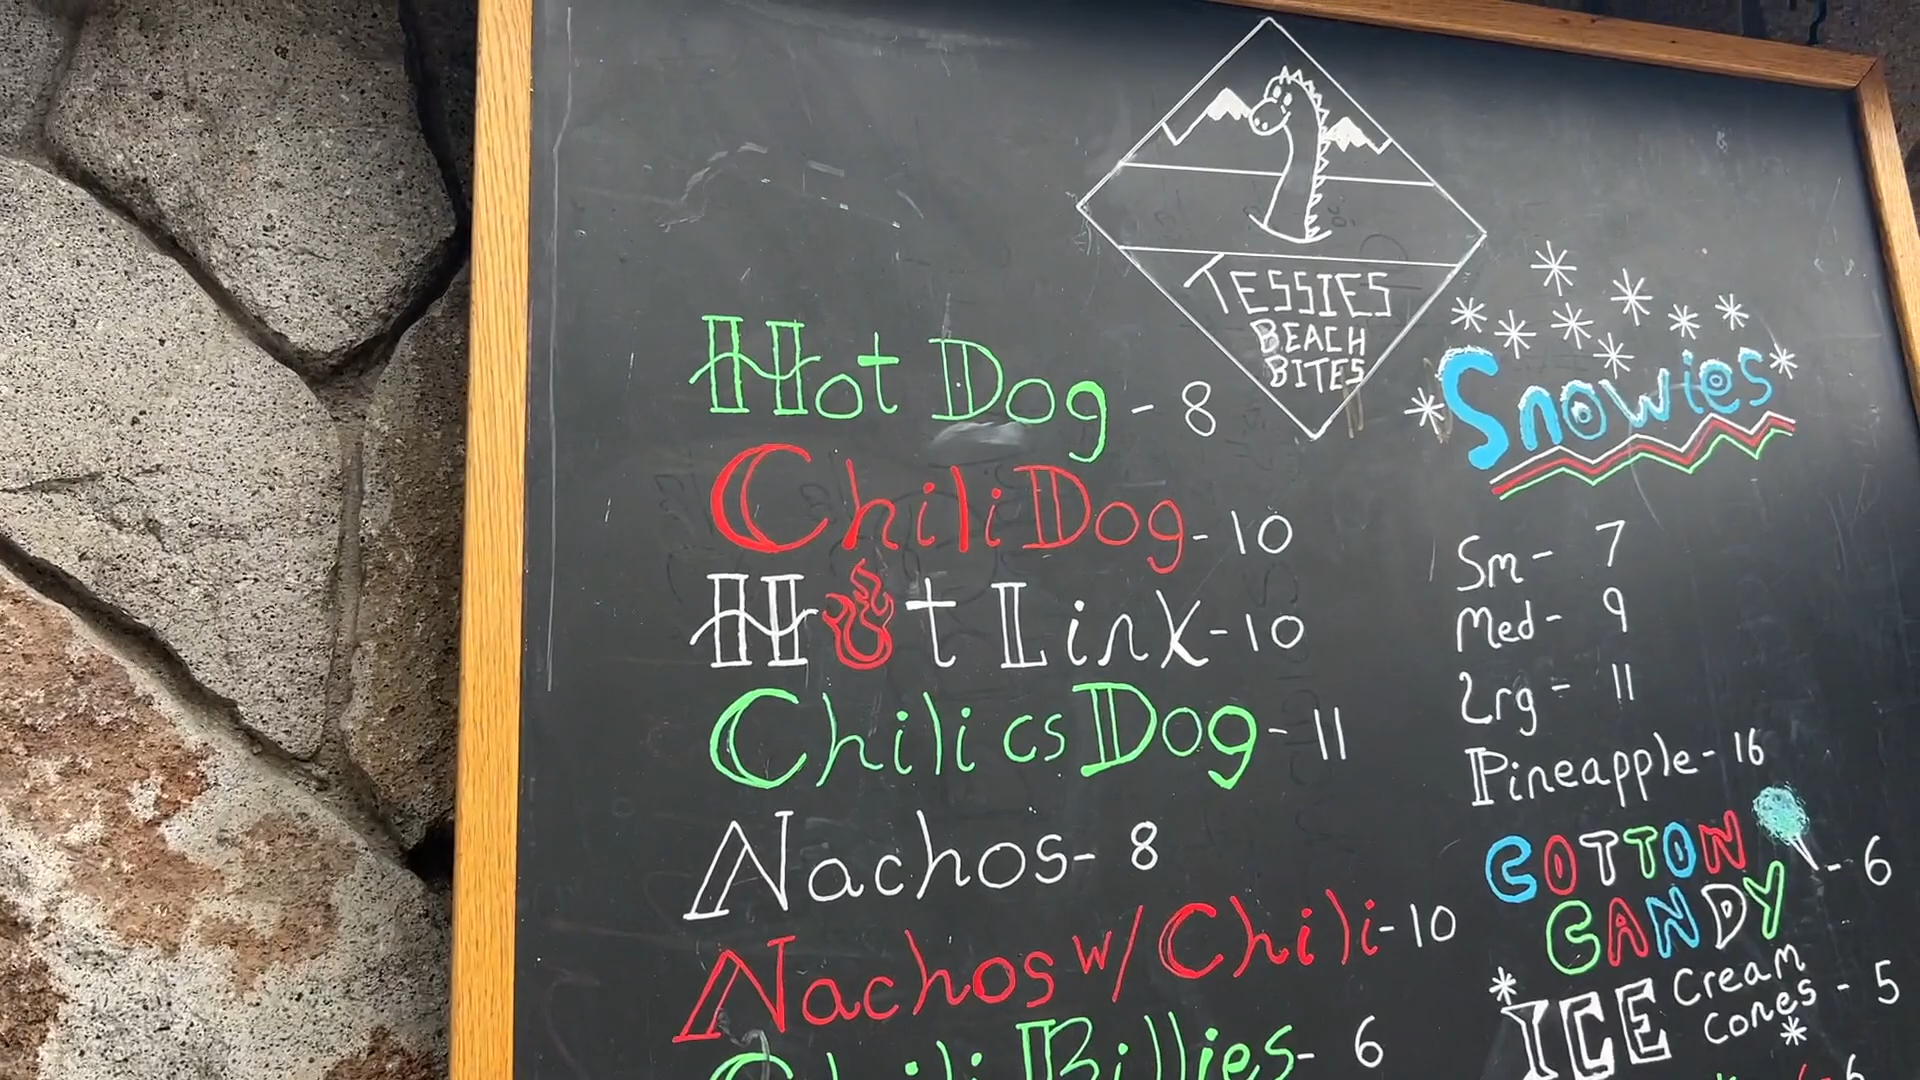 TESSIES
BEACH
BITES
Hot Dog - 8
Chili Dog - 10
Hot Link - 10
Chili cs Dog - 11
Nachos - 8
Nachos w/ Chili - 10
Chili Billies - 6
Snowies
Sm - 7
Med - 9
Lrg - 11
Pineapple - 16
COTTON
CANDY - 6
ICE Cream
Cones - 5
6